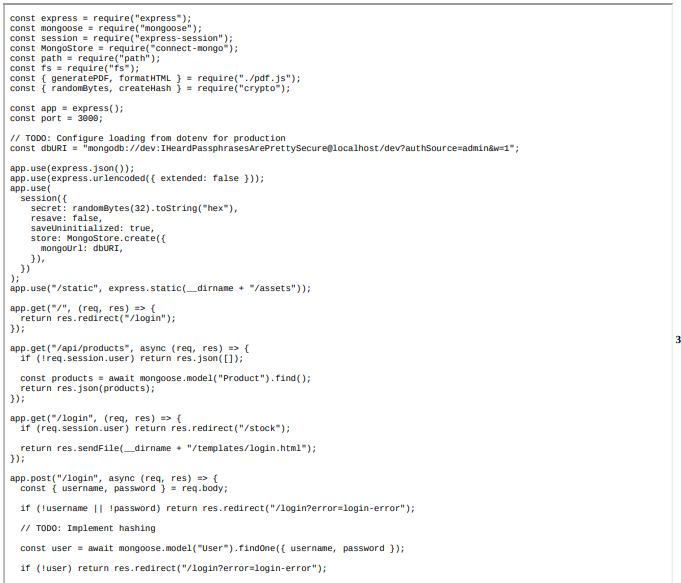 const express = require("express");
const mongoose = require("mongoose");
const session = require("express-session");
const MongoStore = require("connect-mongo");
const path = require("path");
const fs = require("fs");
const { generatePDF, formatHTML } = require("./pdf.js");
const { randomBytes, createHash } = require("crypto");

const app = express();
const port = 3000;

// TODO: Configure loading from dotenv for production
const dbURI = "mongodb://dev:IHeardPassphrasesArePrettySecure@localhost/dev?authSource=admin&w=1";

app.use(express.json());
app.use(express.urlencoded({ extended: false }));
app.use(
  session({
    secret: randomBytes(32).toString("hex"),
    resave: false,
    saveUninitialized: true,
    store: MongoStore.create({
      mongoUrl: dbURI,
    }),
  })
);
app.use("/static", express.static(__dirname + "/assets"));

app.get("/", (req, res) => {
  return res.redirect("/login");
});

app.get("/api/products", async (req, res) => {
  if (!req.session.user) return res.json([]);

  const products = await mongoose.model("Product").find();
  return res.json(products);
});

app.get("/login", (req, res) => {
  if (req.session.user) return res.redirect("/stock");

  return res.sendFile(__dirname + "/templates/login.html");
});

app.post("/login", async (req, res) => {
  const { username, password } = req.body;

  if (!username || !password) return res.redirect("/login?error=login-error");

  // TODO: Implement hashing

  const user = await mongoose.model("User").findOne({ username, password });

  if (!user) return res.redirect("/login?error=login-error");
3